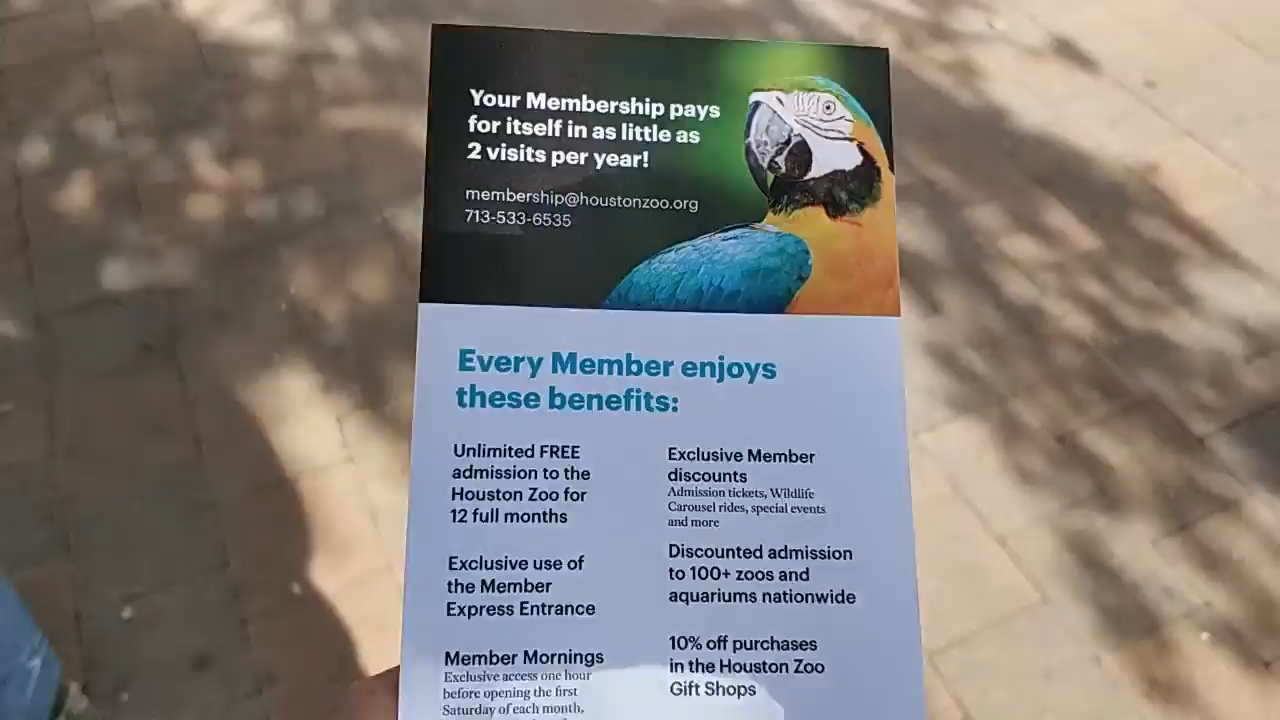 Your Membership pays
for itself in as little as
2 visits per year!
membership@houstonzoo.org
713-533-6535
Every Member enjoys
these benefits:
Unlimited FREE
admission to the
Houston Zoo for
12 full months
Exclusive use of
the Member
Express Entrance
Member Mornings
Exclusive access one hour
before opening the first
Saturday of each month,
Exclusive Member
discounts
Admission tickets, Wildlife
Carousel rides, special events
and more
Discounted admission
to 100+ zoos and
aquariums nationwide
10% off purchases
in the Houston Zoo
Gift Shops